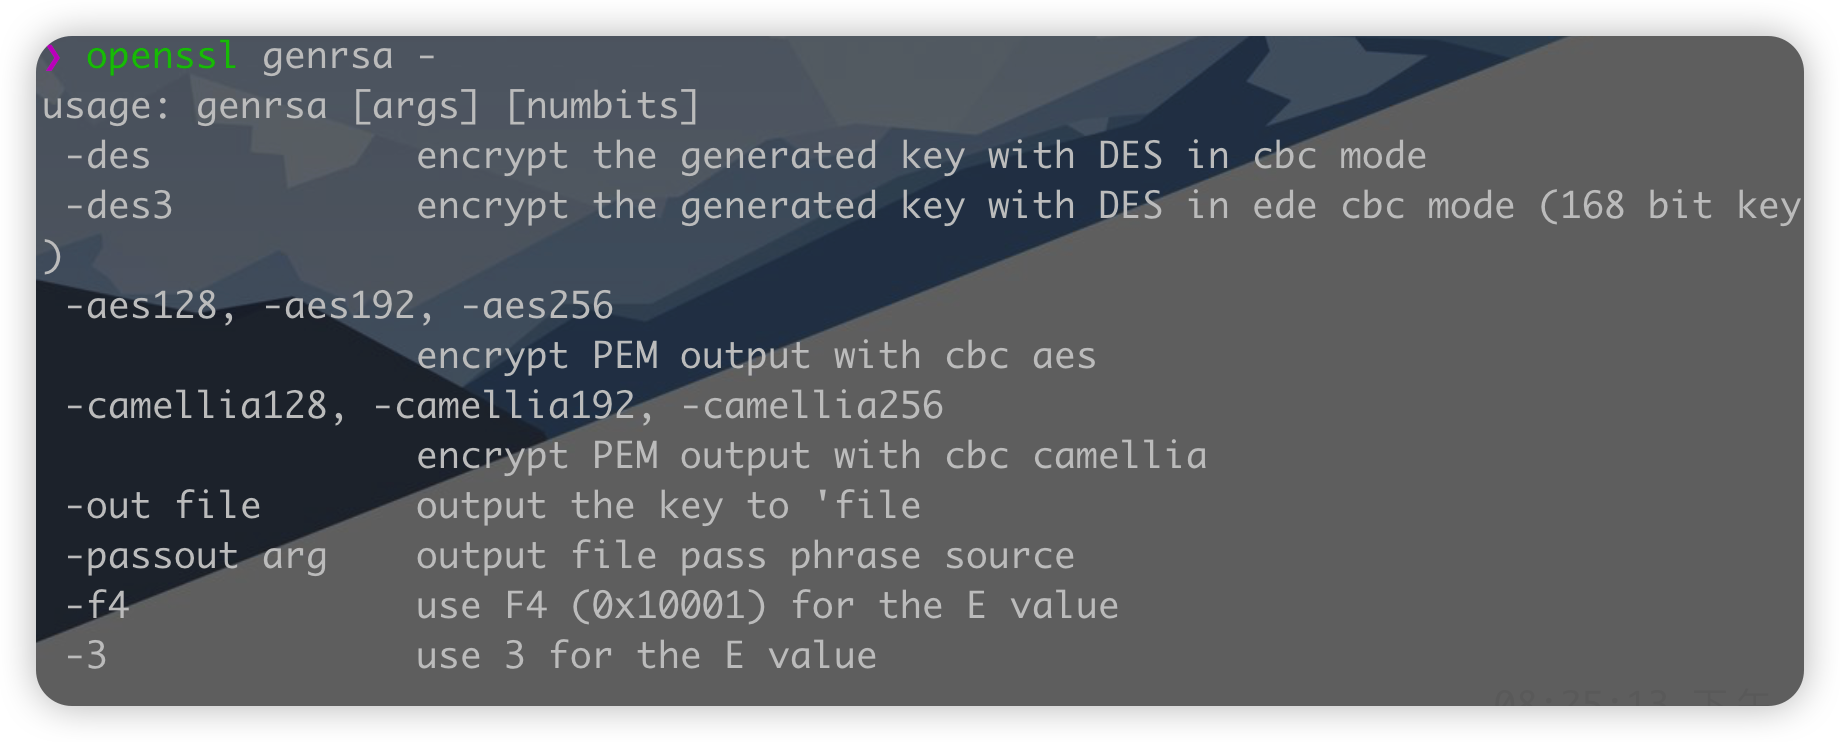 ❯ openssl genrsa -
usage: genrsa [args] [numbits]
 -des            encrypt the generated key with DES in cbc mode
 -des3           encrypt the generated key with DES in ede cbc mode (168 bit key
)
 -aes128, -aes192, -aes256
                 encrypt PEM output with cbc aes
 -camellia128, -camellia192, -camellia256
                 encrypt PEM output with cbc camellia
 -out file       output the key to 'file
 -passout arg    output file pass phrase source
 -f4             use F4 (0x10001) for the E value
 -3              use 3 for the E value